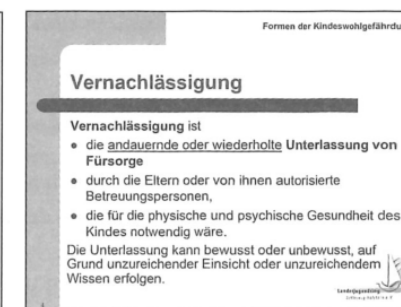 Formen der Kindeswohlgefährdu
Vernachlässigung
Vernachlässigung ist
die andauernde oder wiederholte Unterlassung von
Fürsorge
durch die Eltern oder von ihnen autorisierte
Betreuungspersonen,
die für die physische und psychische Gesundheit des
Kindes notwendig wäre.
Die Unterlassung kann bewusst oder unbewusst, auf
Grund unzureichender Einsicht oder unzureichendem
Wissen erfolgen.